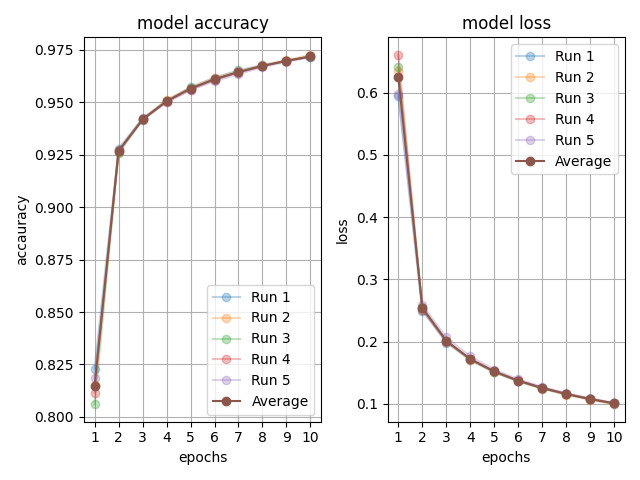 model accuracy
0.975
0.950
0.925
0.900
0.875
0.850
0.825
0.800
accauracy
1 2 3 4 5 6 7 8 9 10
epochs
Run 1
Run 2
Run 3
Run 4
Run 5
Average
model loss
0.6
0.5
0.4
0.3
0.2
0.1
loss
1 2 3 4 5 6 7 8 9 10
epochs
Run 1
Run 2
Run 3
Run 4
Run 5
Average